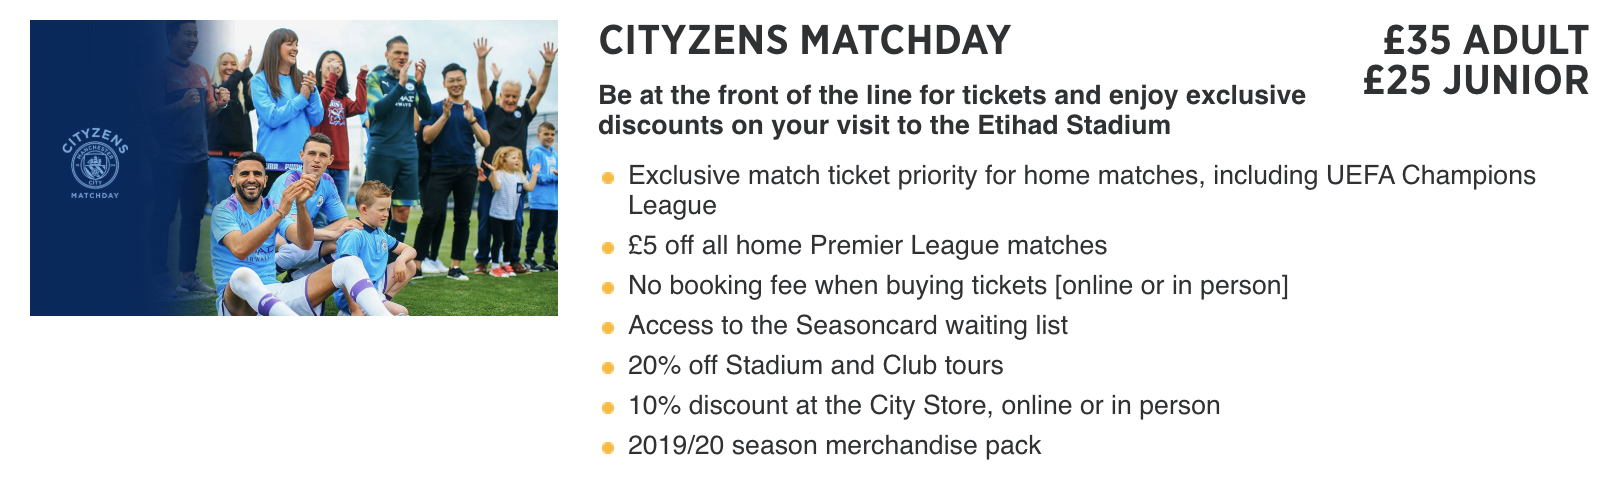 CITYZENS MATCHDAY
£35 ADULT
£25 JUNIOR
Be at the front of the line for tickets and enjoy exclusive
discounts on your visit to the Etihad Stadium
Exclusive match ticket priority for home matches, including UEFA Champions
League
£5 off all home Premier League matches
No booking fee when buying tickets [online or in person]
Access to the Seasoncard waiting list
20% off Stadium and Club tours
10% discount at the City Store, online or in person
2019/20 season merchandise pack
CITYZENS
MANCHESTER
CITY
MATCHDAY